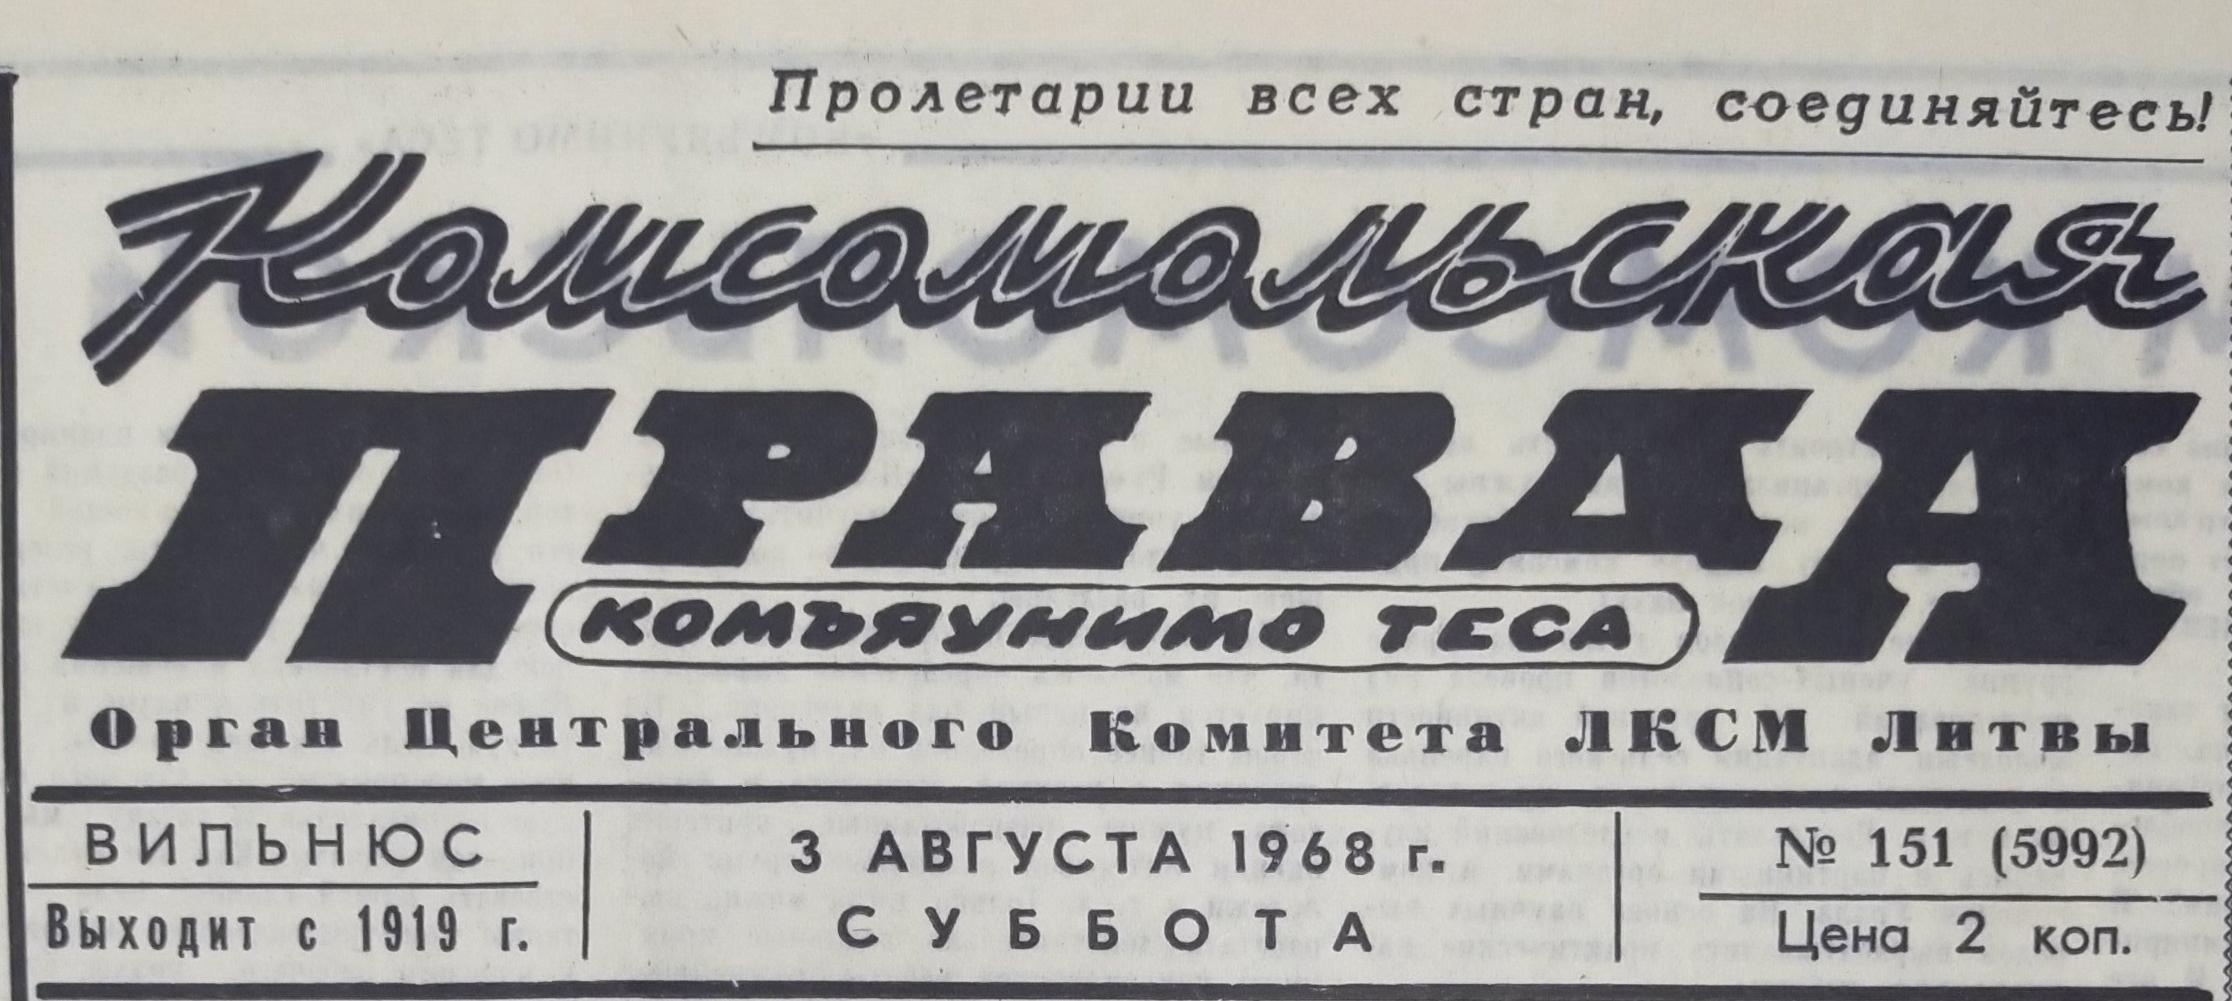 Пролетарии всех стран, соединяйтесь!
Комсомольская
ПРАВДА
КОМЪЯУНИМО ТЕСА
Орган Центрального Комитета ЛКСМ Литвы
ВИЛЬНЮС
Выходит с 1919 г.
3 АВГУСТА 1968 г.
СУББОТА
№ 151 (5992)
Цена 2 коп.